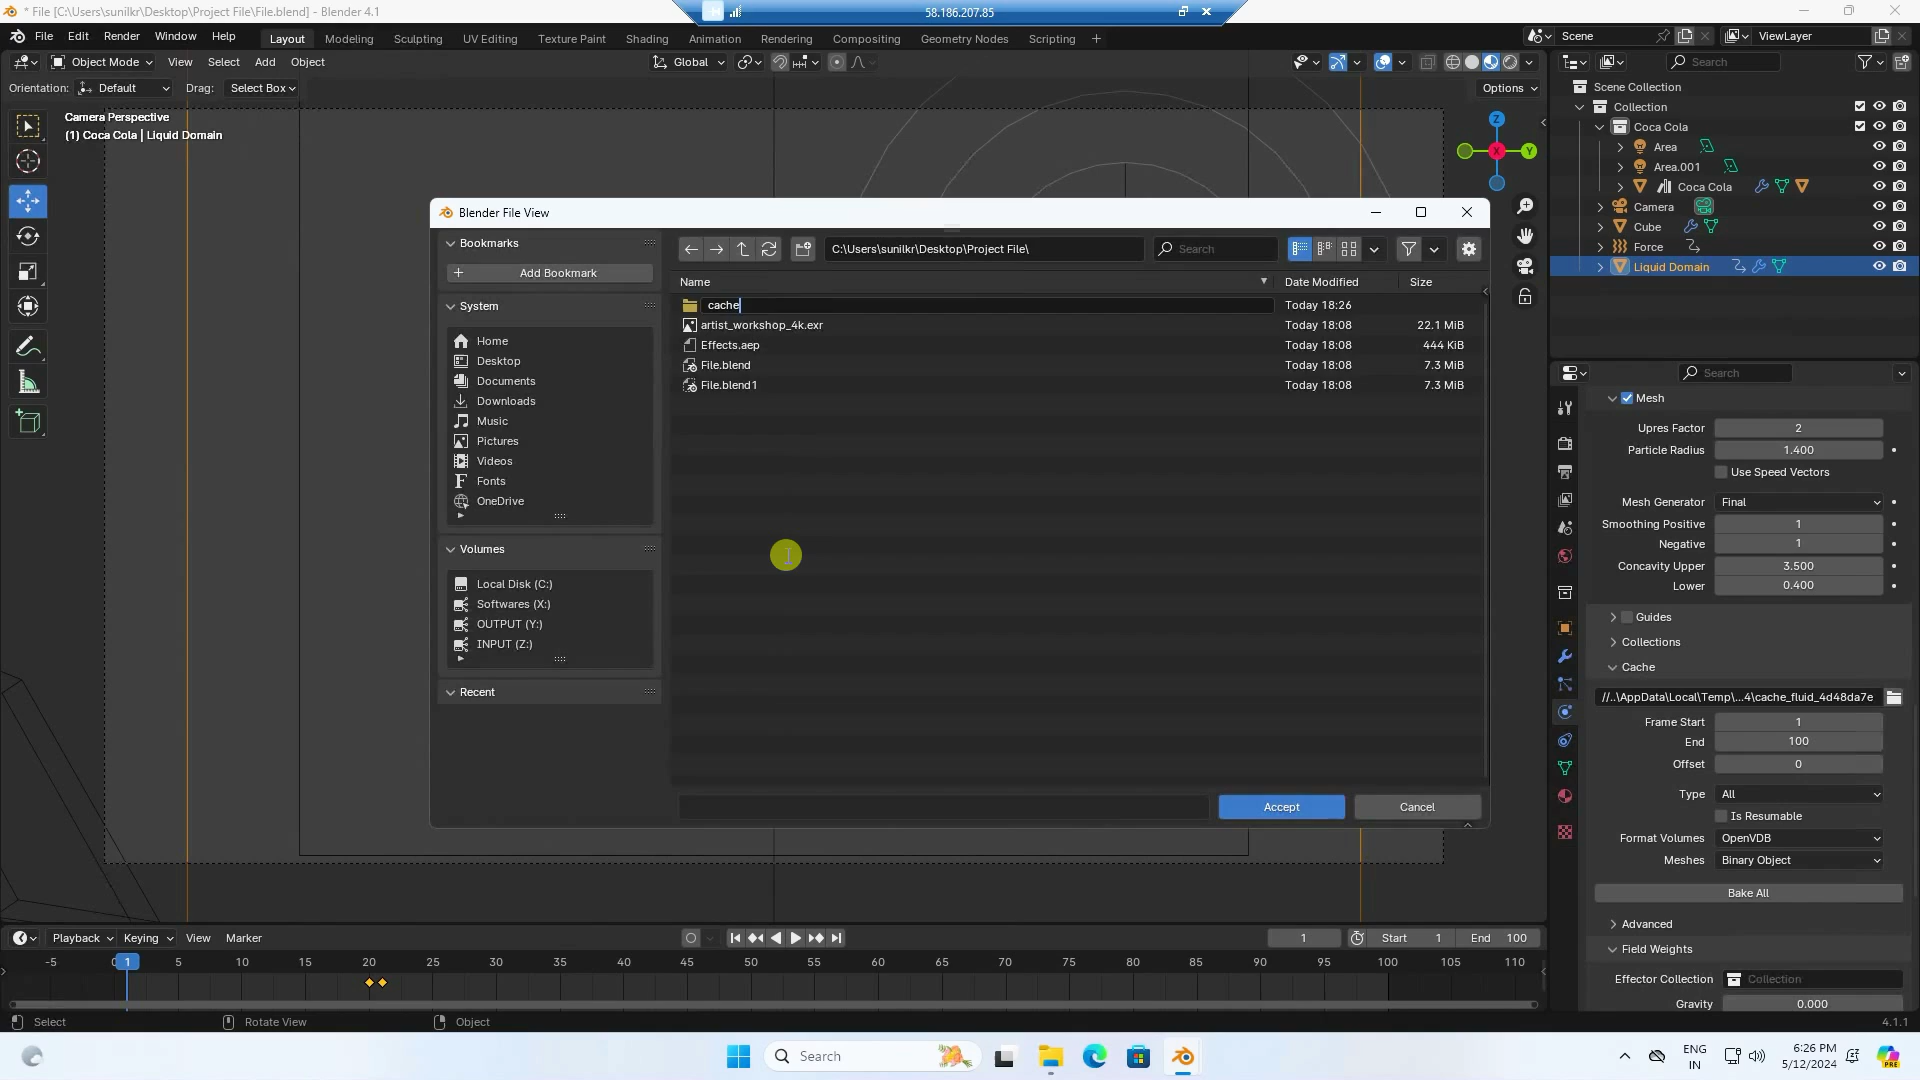 * File [C:\Users\sunilkr\Desktop\Project File\File.blend] - Blender 4.1
58.186.207.85
File Edit Render Window Help
Layout Modeling Sculpting UV Editing Texture Paint Shading Animation Rendering Compositing Geometry Nodes Scripting +
Scene
ViewLayer
Object Mode View Select Add Object
Global
Search
Orientation: Default Drag: Select Box
Options
Camera Perspective
(1) Coca Cola | Liquid Domain
Z
X
Y
Scene Collection
Collection
Coca Cola
Area
Area.001
Coca Cola
Camera
Cube
Force
Liquid Domain
Blender File View
Bookmarks
Add Bookmark
System
Home
Desktop
Documents
Downloads
Music
Pictures
Videos
Fonts
OneDrive
Volumes
Local Disk (C:)
Softwares (X:)
OUTPUT (Y:)
INPUT (Z:)
Recent
C:\Users\sunilkr\Desktop\Project File\
Search
Name Date Modified Size
cache Today 18:26
artist_workshop_4k.exr Today 18:08 22.1 MiB
Effects.aep Today 18:08 444 KiB
File.blend Today 18:08 7.3 MiB
File.blend1 Today 18:08 7.3 MiB
Accept Cancel
Search
Mesh
Upres Factor 2
Particle Radius 1.400
Use Speed Vectors
Mesh Generator Final
Smoothing Positive 1
Negative 1
Concavity Upper 3.500
Lower 0.400
Guides
Collections
Cache
//..\AppData\Local\Temp\...4\cache_fluid_4d48da7e
Frame Start 1
End 100
Offset 0
Type All
Is Resumable
Format Volumes OpenVDB
Meshes Binary Object
Bake All
Advanced
Field Weights
Effector Collection Collection
Gravity 0.000
Playback Keying View Marker
1 Start 1 End 100
-5 0 1 5 10 15 20 25 30 35 40 45 50 55 60 65 70 75 80 85 90 95 100 105 110
Select Rotate View Object
4.1.1
Search
ENG
IN
6:26 PM
5/12/2024
PRE